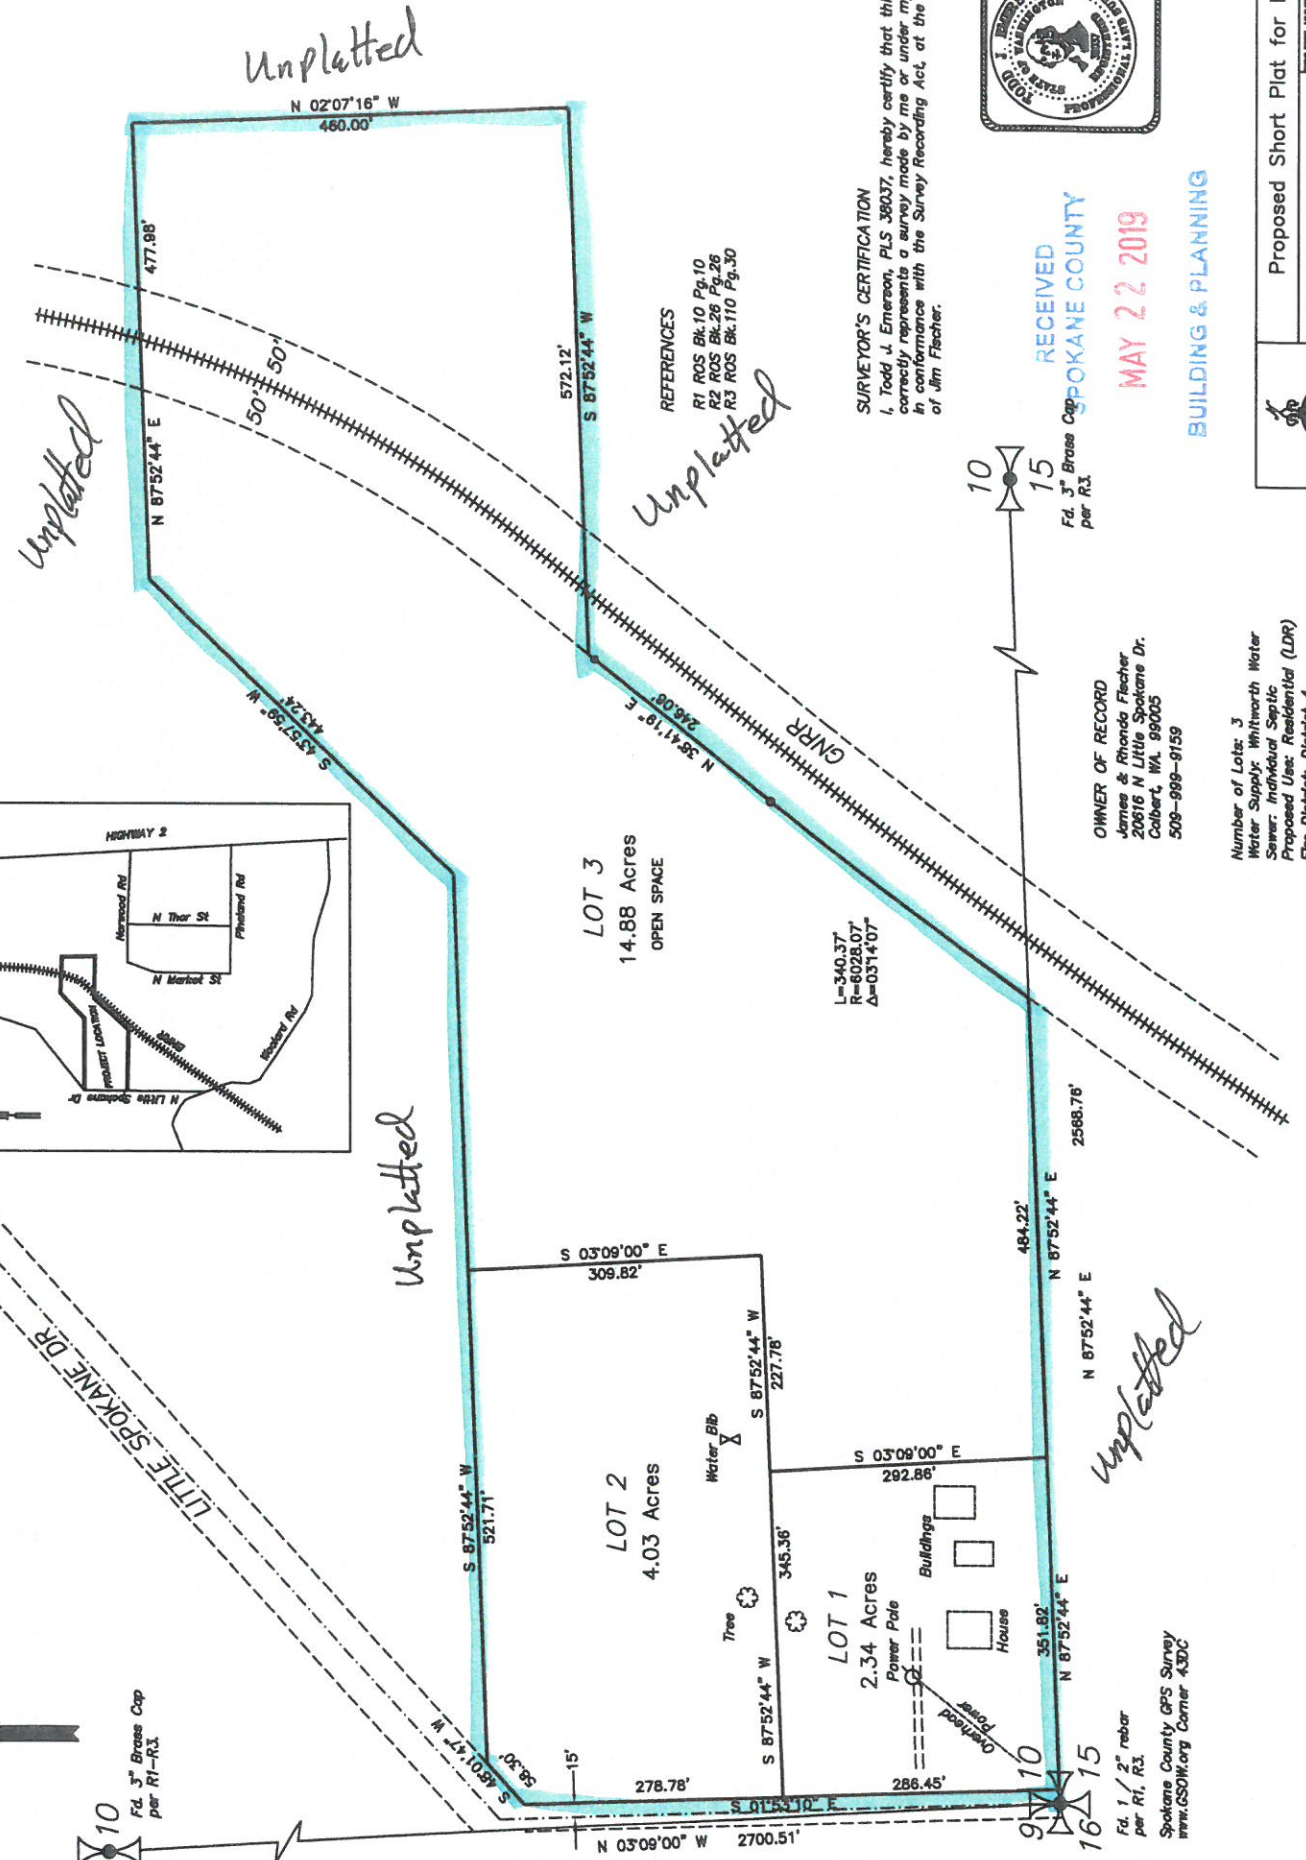 Unplatted
N 02°07'16" W
460.00'
477.98'
N 87°52'44" E
50'
50'
Unplatted
572.12'
S 87°52'44" W
REFERENCES
R1 ROS Bk.10 Pg.10
R2 ROS Bk.26 Pg.26
R3 ROS Bk.110 Pg.30
Unplatted
SURVEYOR'S CERTIFICATION
I, Todd J. Emerson, PLS 38037, hereby certify that thi
correctly represents a survey made by me or under m
in conformance with the Survey Recording Act, at the
of Jim Flecher.
TODD J. EMERS
STATE OF WASHINGTON
REGISTERED
PROFESSIONAL LAND SU
RECEIVED
SPOKANE COUNTY
MAY 22 2019
BUILDING & PLANNING
Proposed Short Plat for
10
15
Fd. 3" Brass Cap
per R3.
S 43°57'59" W
443.24'
N 38°41'19" E
246.06'
GNRR
HIGHWAY 2
Norwood Rd
N Thor St
Pineland Rd
N Market St
PROJECT LOCATION
GNRR
Woolard Rd
N Little Spokane Dr
LOT 3
14.88 Acres
OPEN SPACE
L=340.37'
R=6028.07'
Δ=03°14'07"
OWNER OF RECORD
James & Rhonda Flecher
20616 N Little Spokane Dr.
Colbert, WA. 99005
509-999-9159
Number of Lots: 3
Water Supply: Whitworth Water
Sewer: Individual Septic
Proposed Use: Residential (LDR)
Unplatted
LITTLE SPOKANE DR
S 03°09'00" E
309.82'
484.22'
N 87°52'44" E
2568.76'
N 87°52'44" E
Unplatted
S 87°52'44" W
521.71'
S 87°52'44" W
227.78'
Water Bib
LOT 2
4.03 Acres
S 03°09'00" E
292.86'
Tree
345.36'
S 87°52'44" W
Buildings
LOT 1
2.34 Acres
Power Pole
House
Overhead
Power
351.82'
N 87°52'44" E
S 48°01'47" W
58.30'
15'
278.78'
286.45'
S 01°53'10" E
N 03°09'00" W
2700.51'
10
Fd. 3" Brass Cap
per R1-R3.
9
10
16
15
Fd. 1/2" rebar
per R1, R3.
Spokane County GPS Survey
www.GSOW.org Corner 43DC